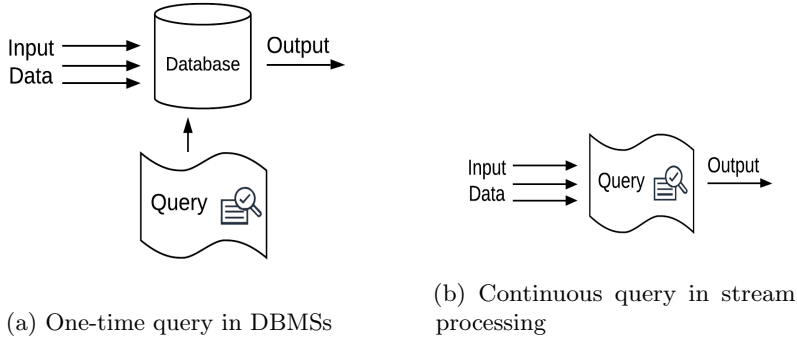 Input
Data
Database
Output
Query
(a) One-time query in DBMSs
Input
Data
Query
Output
(b) Continuous query in stream
processing